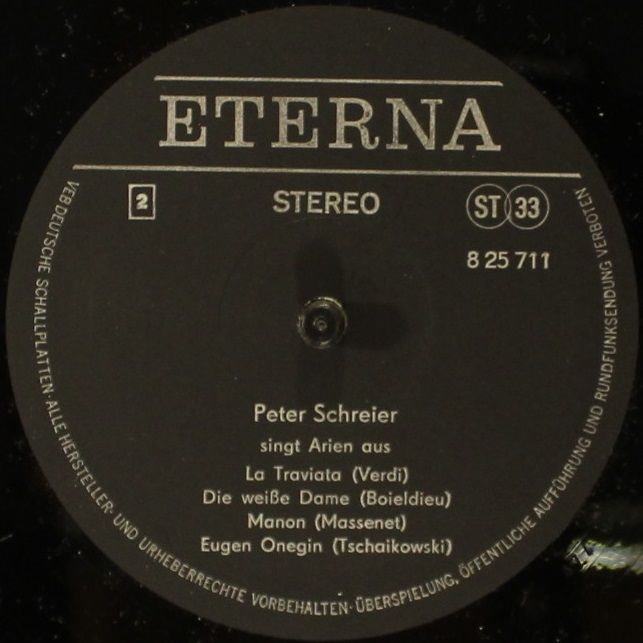 ETERNA
2
STEREO
ST 33
8 25 711
Peter Schreier
singt Arien aus
La Traviata (Verdi)
Die weiße Dame (Boieldieu)
Manon (Massenet)
Eugen Onegin (Tschaikowski)
VEB DEUTSCHE SCHALLPLATTEN · ALLE HERSTELLER- UND URHEBERRECHTE VORBEHALTEN · ÜBERSPIELUNG, ÖFFENTLICHE AUFFÜHRUNG UND RUNDFUNKSENDUNG VERBOTEN